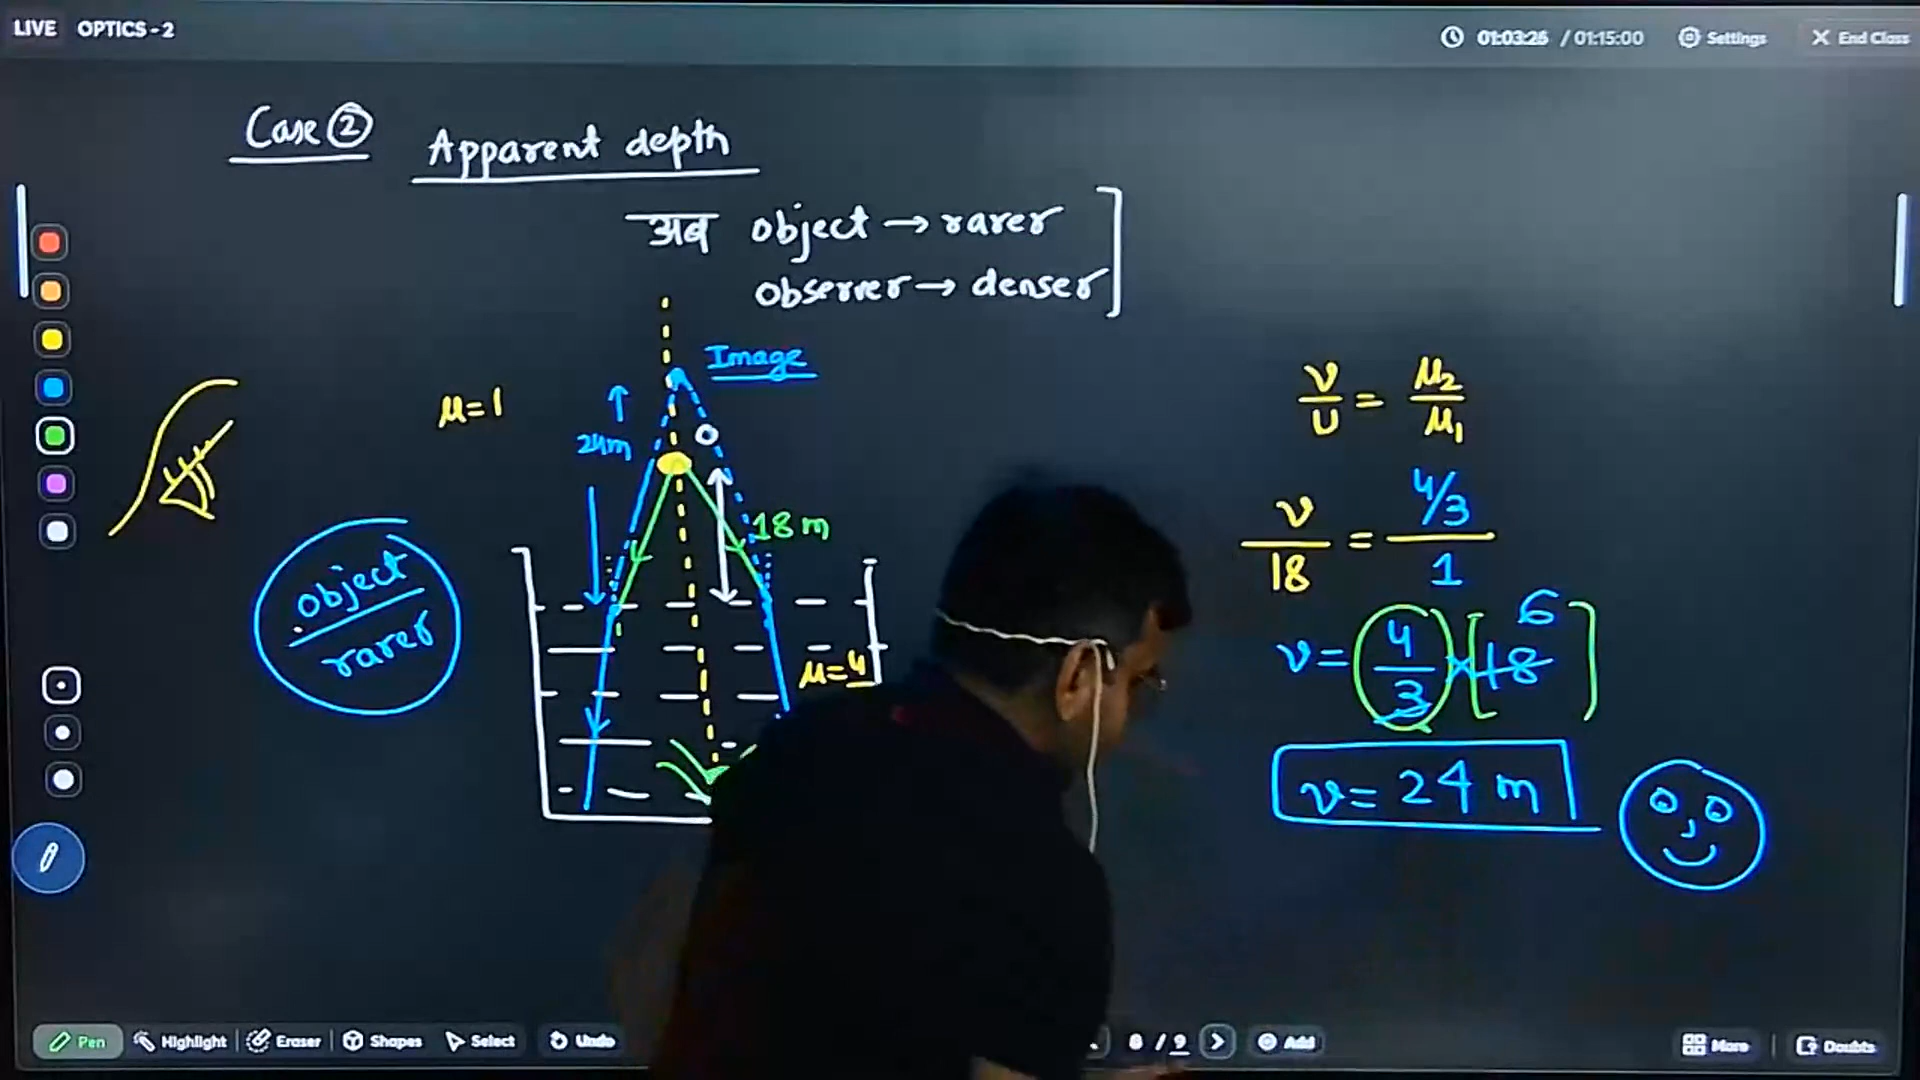 LIVE OPTICS - 2
01:03:25 / 01:15:00 Settings X End Class
Case ②
Apparent depth
अब object → rarer
observer → denser
Image
μ=1
24m
O
18 m
object
rarer
μ=4
v/u = μ₂/μ₁
v/18 = 4/3/1
v = 4/3 × 18 6
v = 24 m
Pen Highlight Eraser Shapes Select Undo 8 / 9 Add More Doubts